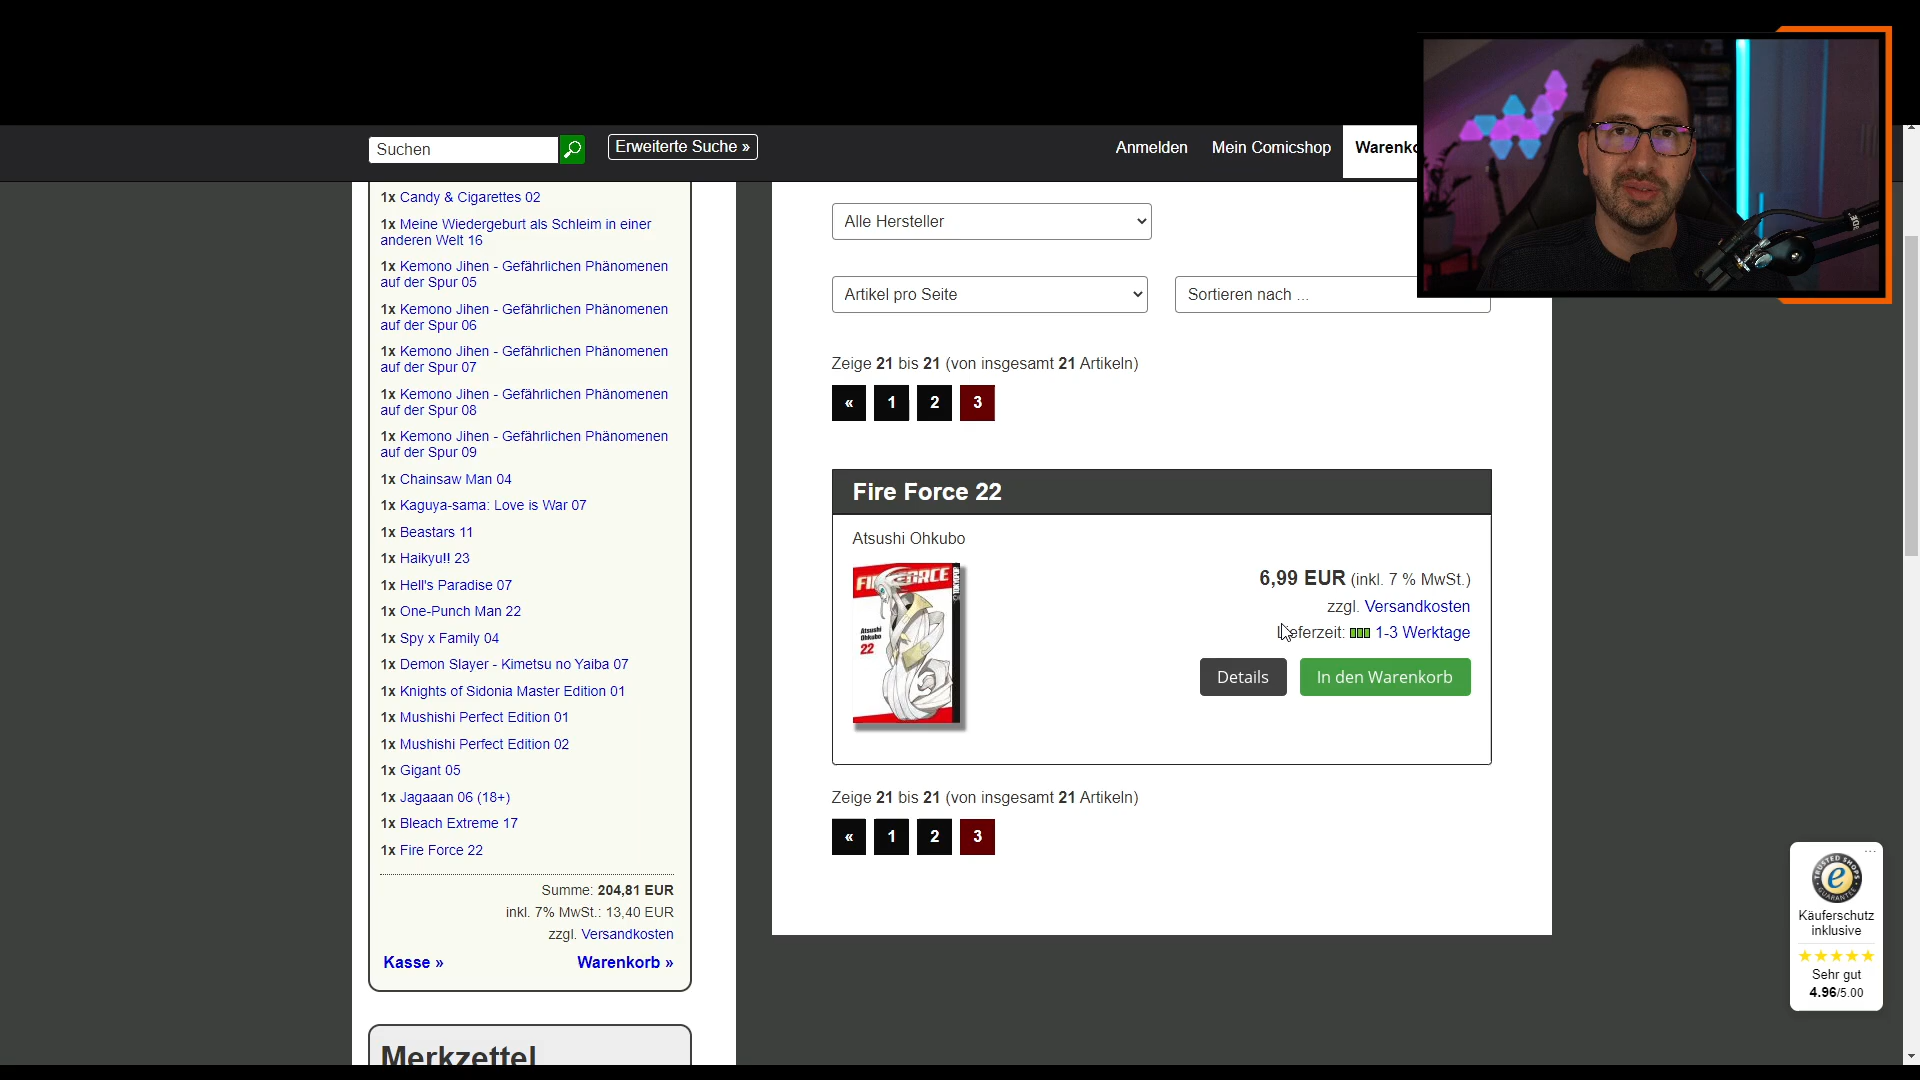 Suchen
Erweiterte Suche »
Anmelden
Mein Comicshop
1x Candy & Cigarettes 02
1x Meine Wiedergeburt als Schleim in einer
anderen Welt 16
1x Kemono Jihen - Gefährlichen Phänomenen
auf der Spur 05
1x Kemono Jihen - Gefährlichen Phänomenen
auf der Spur 06
1x Kemono Jihen - Gefährlichen Phänomenen
auf der Spur 07
1x Kemono Jihen - Gefährlichen Phänomenen
auf der Spur 08
1x Kemono Jihen - Gefährlichen Phänomenen
auf der Spur 09
1x Chainsaw Man 04
1x Kaguya-sama: Love is War 07
1x Beastars 11
1x Haikyu!! 23
1x Hell's Paradise 07
1x One-Punch Man 22
1x Spy x Family 04
1x Demon Slayer - Kimetsu no Yaiba 07
1x Knights of Sidonia Master Edition 01
1x Mushishi Perfect Edition 01
1x Mushishi Perfect Edition 02
1x Gigant 05
1x Jagaaan 06 (18+)
1x Bleach Extreme 17
1x Fire Force 22
Summe: 204,81 EUR
inkl. 7% MwSt.: 13,40 EUR
zzgl. Versandkosten
Kasse »
Warenkorb »
Merkzettel
Alle Hersteller
Artikel pro Seite
Sortieren nach ...
Zeige 21 bis 21 (von insgesamt 21 Artikeln)
« 1 2 3
Fire Force 22
Atsushi Ohkubo
FIRE FORCE
Atsushi
Ohkubo
22
6,99 EUR (inkl. 7 % MwSt.)
zzgl. Versandkosten
Lieferzeit: 1-3 Werktage
Details
In den Warenkorb
Zeige 21 bis 21 (von insgesamt 21 Artikeln)
« 1 2 3
TRUSTED SHOPS
GUARANTEE
e
Käuferschutz
inklusive
Sehr gut
4.96/5.00